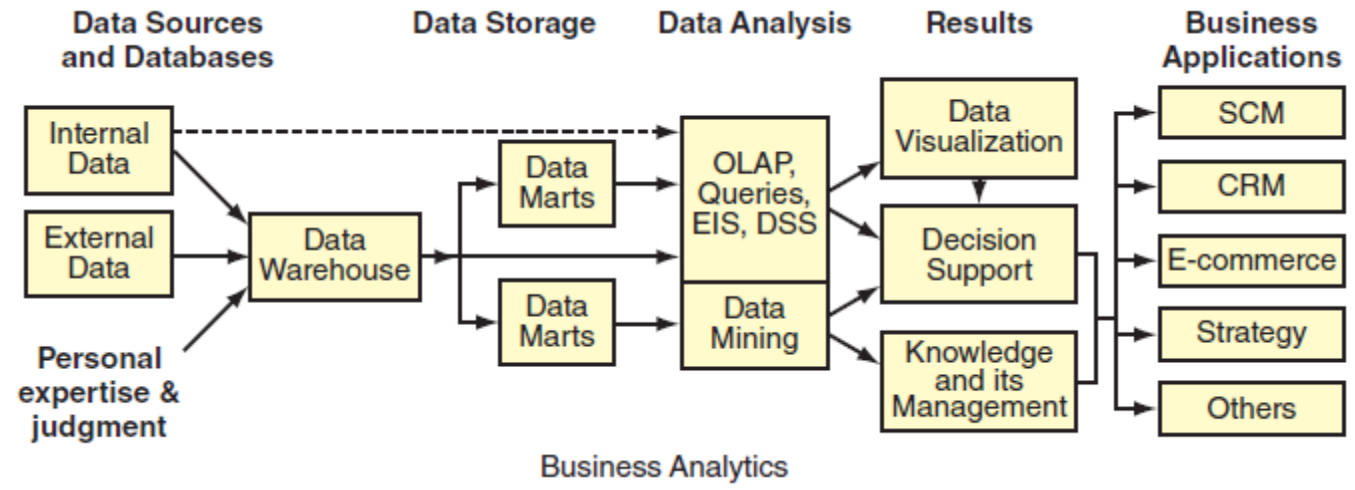 Data Sources
and Databases
Data Storage
Data Analysis
Results
Business
Applications
Internal
Data
External
Data
Personal
expertise &
judgment
Data
Warehouse
Data
Marts
Data
Marts
OLAP,
Queries,
EIS, DSS
Data
Mining
Data
Visualization
Decision
Support
Knowledge
and its
Management
SCM
CRM
E-commerce
Strategy
Others
Business Analytics